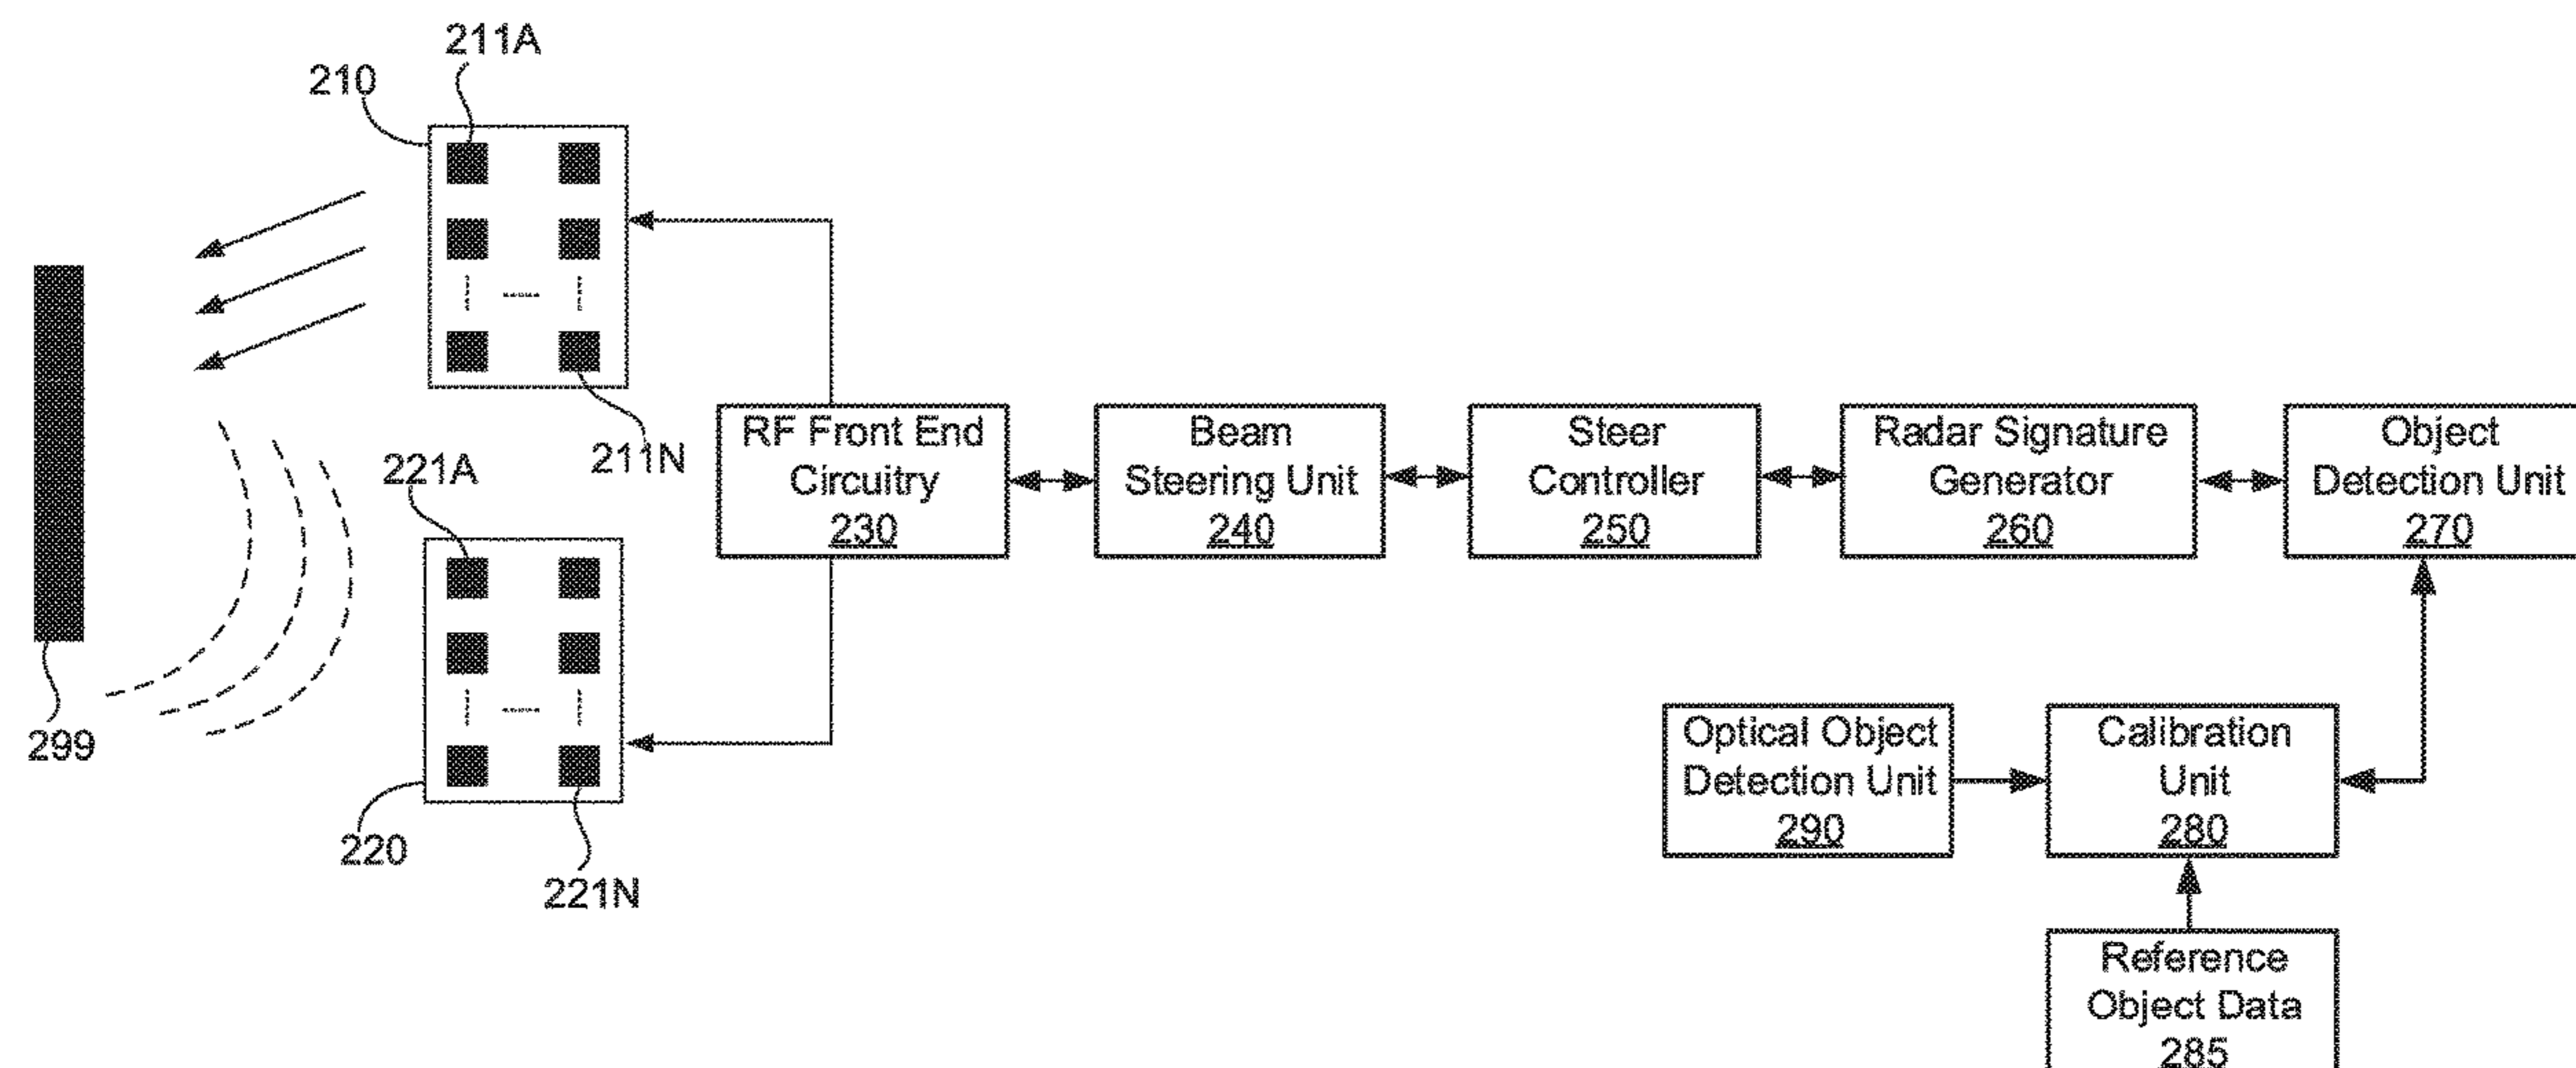 211A
210
211N
221A
RF Front End
Circuitry
230
Beam
Steering Unit
240
Steer
Controller
250
Radar Signature
Generator
260
Object
Detection Unit
270
299
220
221N
Optical Object
Detection Unit
290
Calibration
Unit
280
Reference
Object Data
285